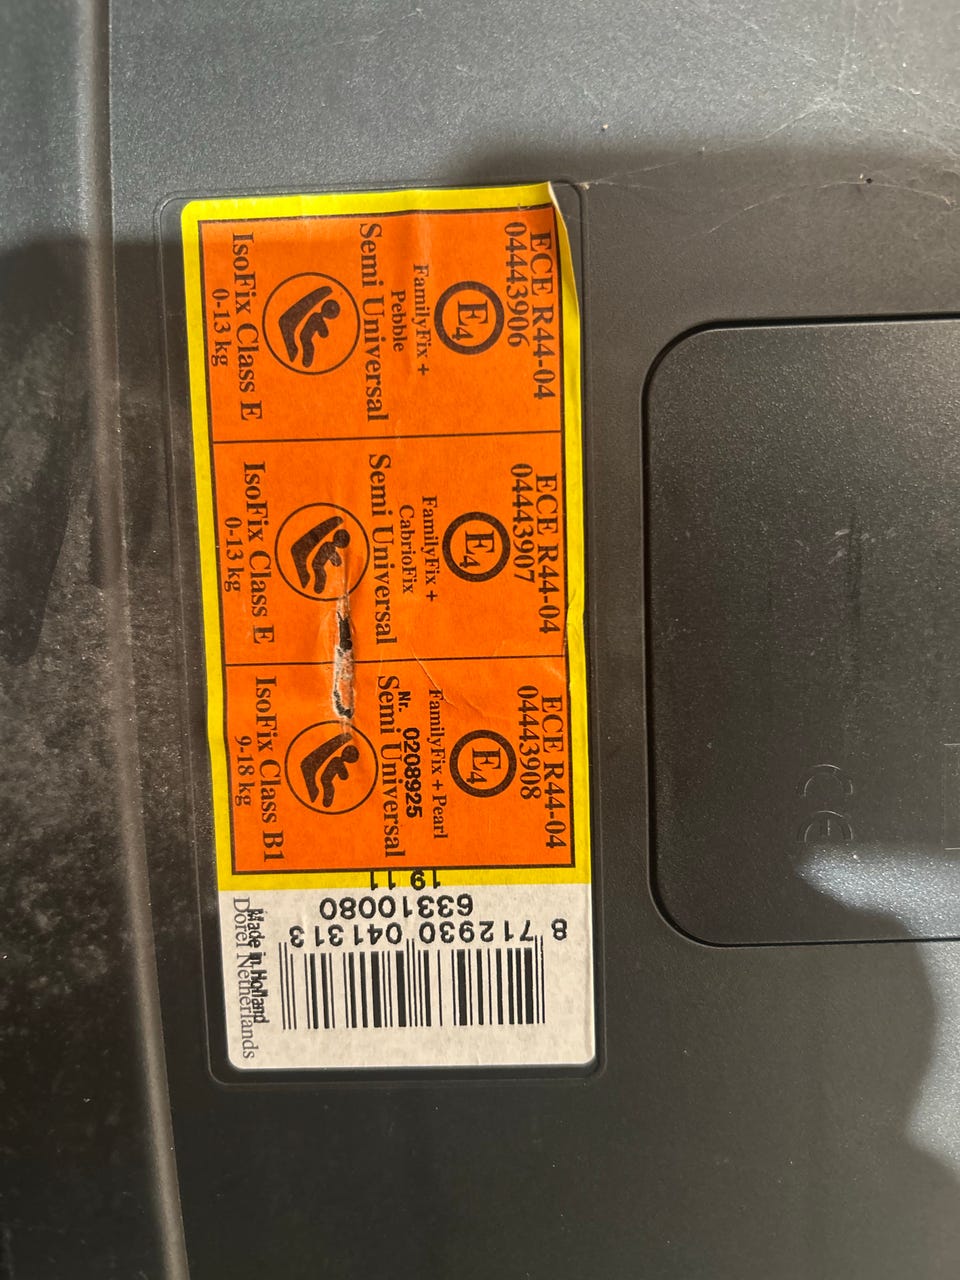 ECE R44-04
04443906
E4
FamilyFix +
Pebble
Semi Universal
IsoFix Class E
0-13 kg
ECE R44-04
04443907
E4
FamilyFix +
CabrioFix
Semi Universal
IsoFix Class E
0-13 kg
ECE R44-04
04443908
E4
FamilyFix + Pearl
Nr. 0208925
Semi Universal
IsoFix Class B1
9-18 kg
19 11
63310080
8 712930 041313
Made in Holland
Dorel Netherlands
CE